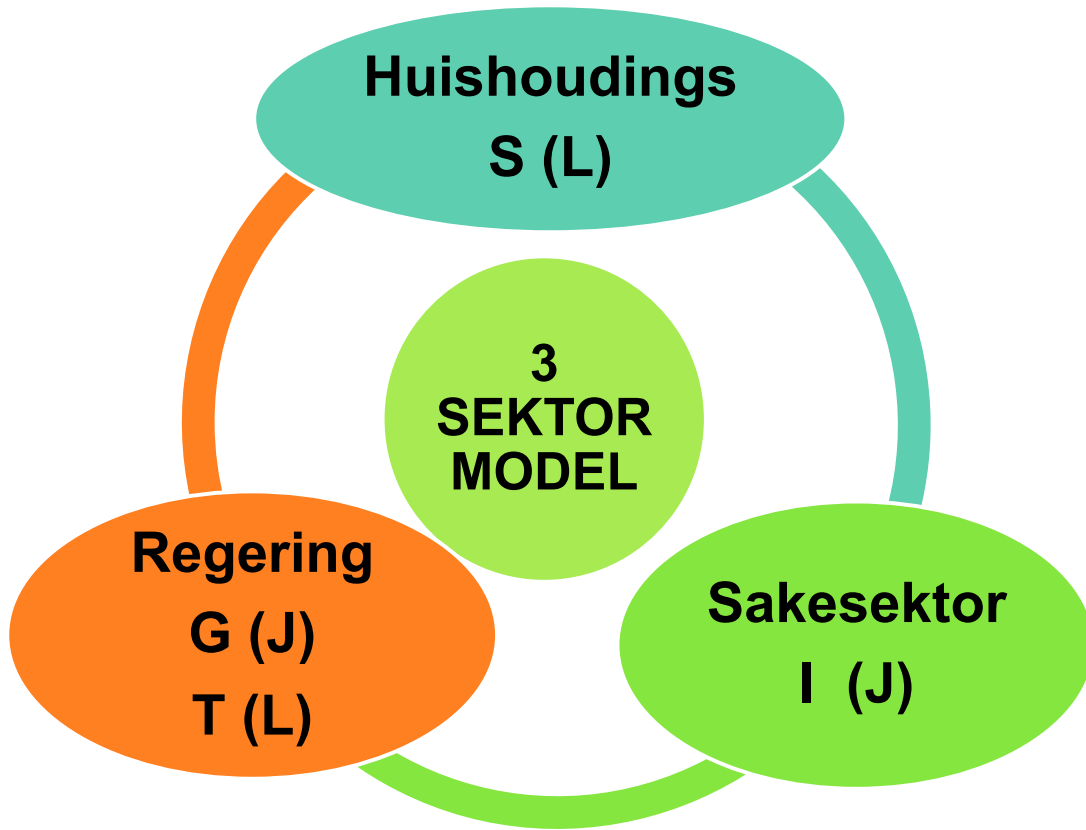 Huishoudings
S (L)
3
SEKTOR
MODEL
Regering
G (J)
T (L)
Sakesektor
I (J)